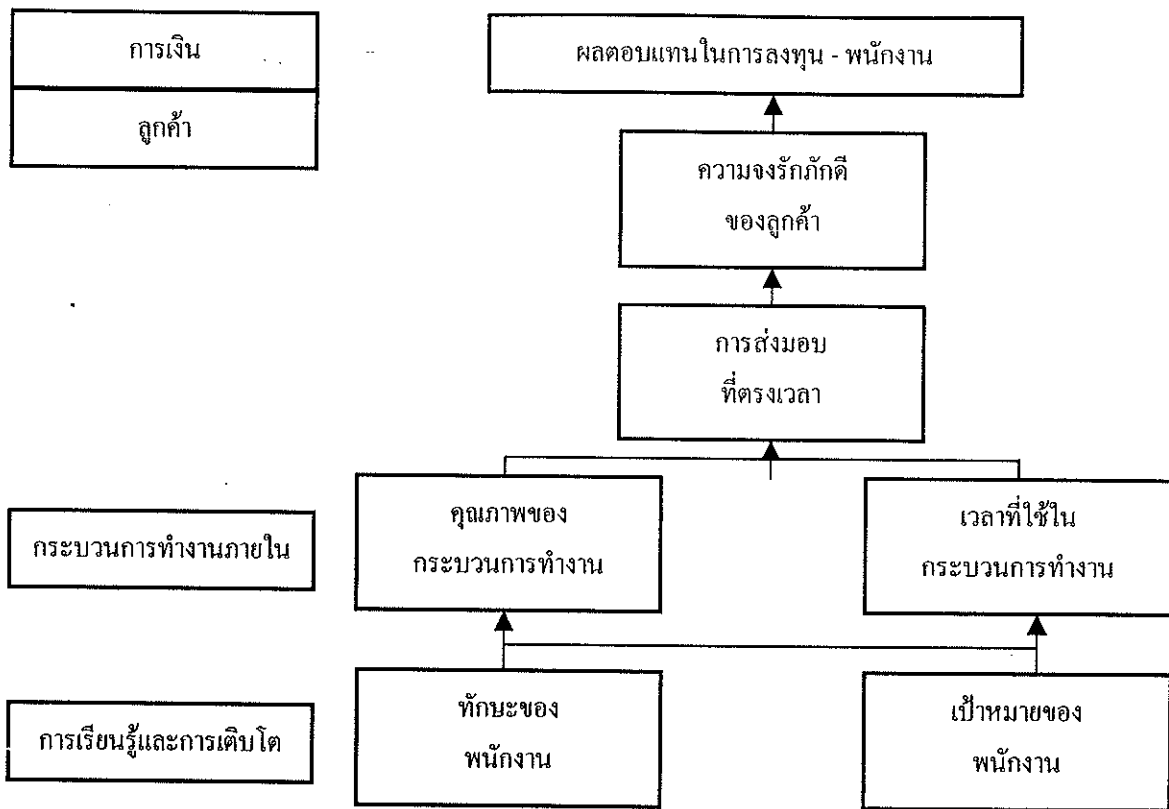 การเงิน
ผลตอบแทนในการลงทุน - พนักงาน
ลูกค้า
ความจงรักภักดี
ของลูกค้า
การส่งมอบ
ที่ตรงเวลา
กระบวนการทำงานภายใน
คุณภาพของ
กระบวนการทำงาน
เวลาที่ใช้ใน
กระบวนการทำงาน
การเรียนรู้และการเติบโต
ทักษะของ
พนักงาน
เป้าหมายของ
พนักงาน